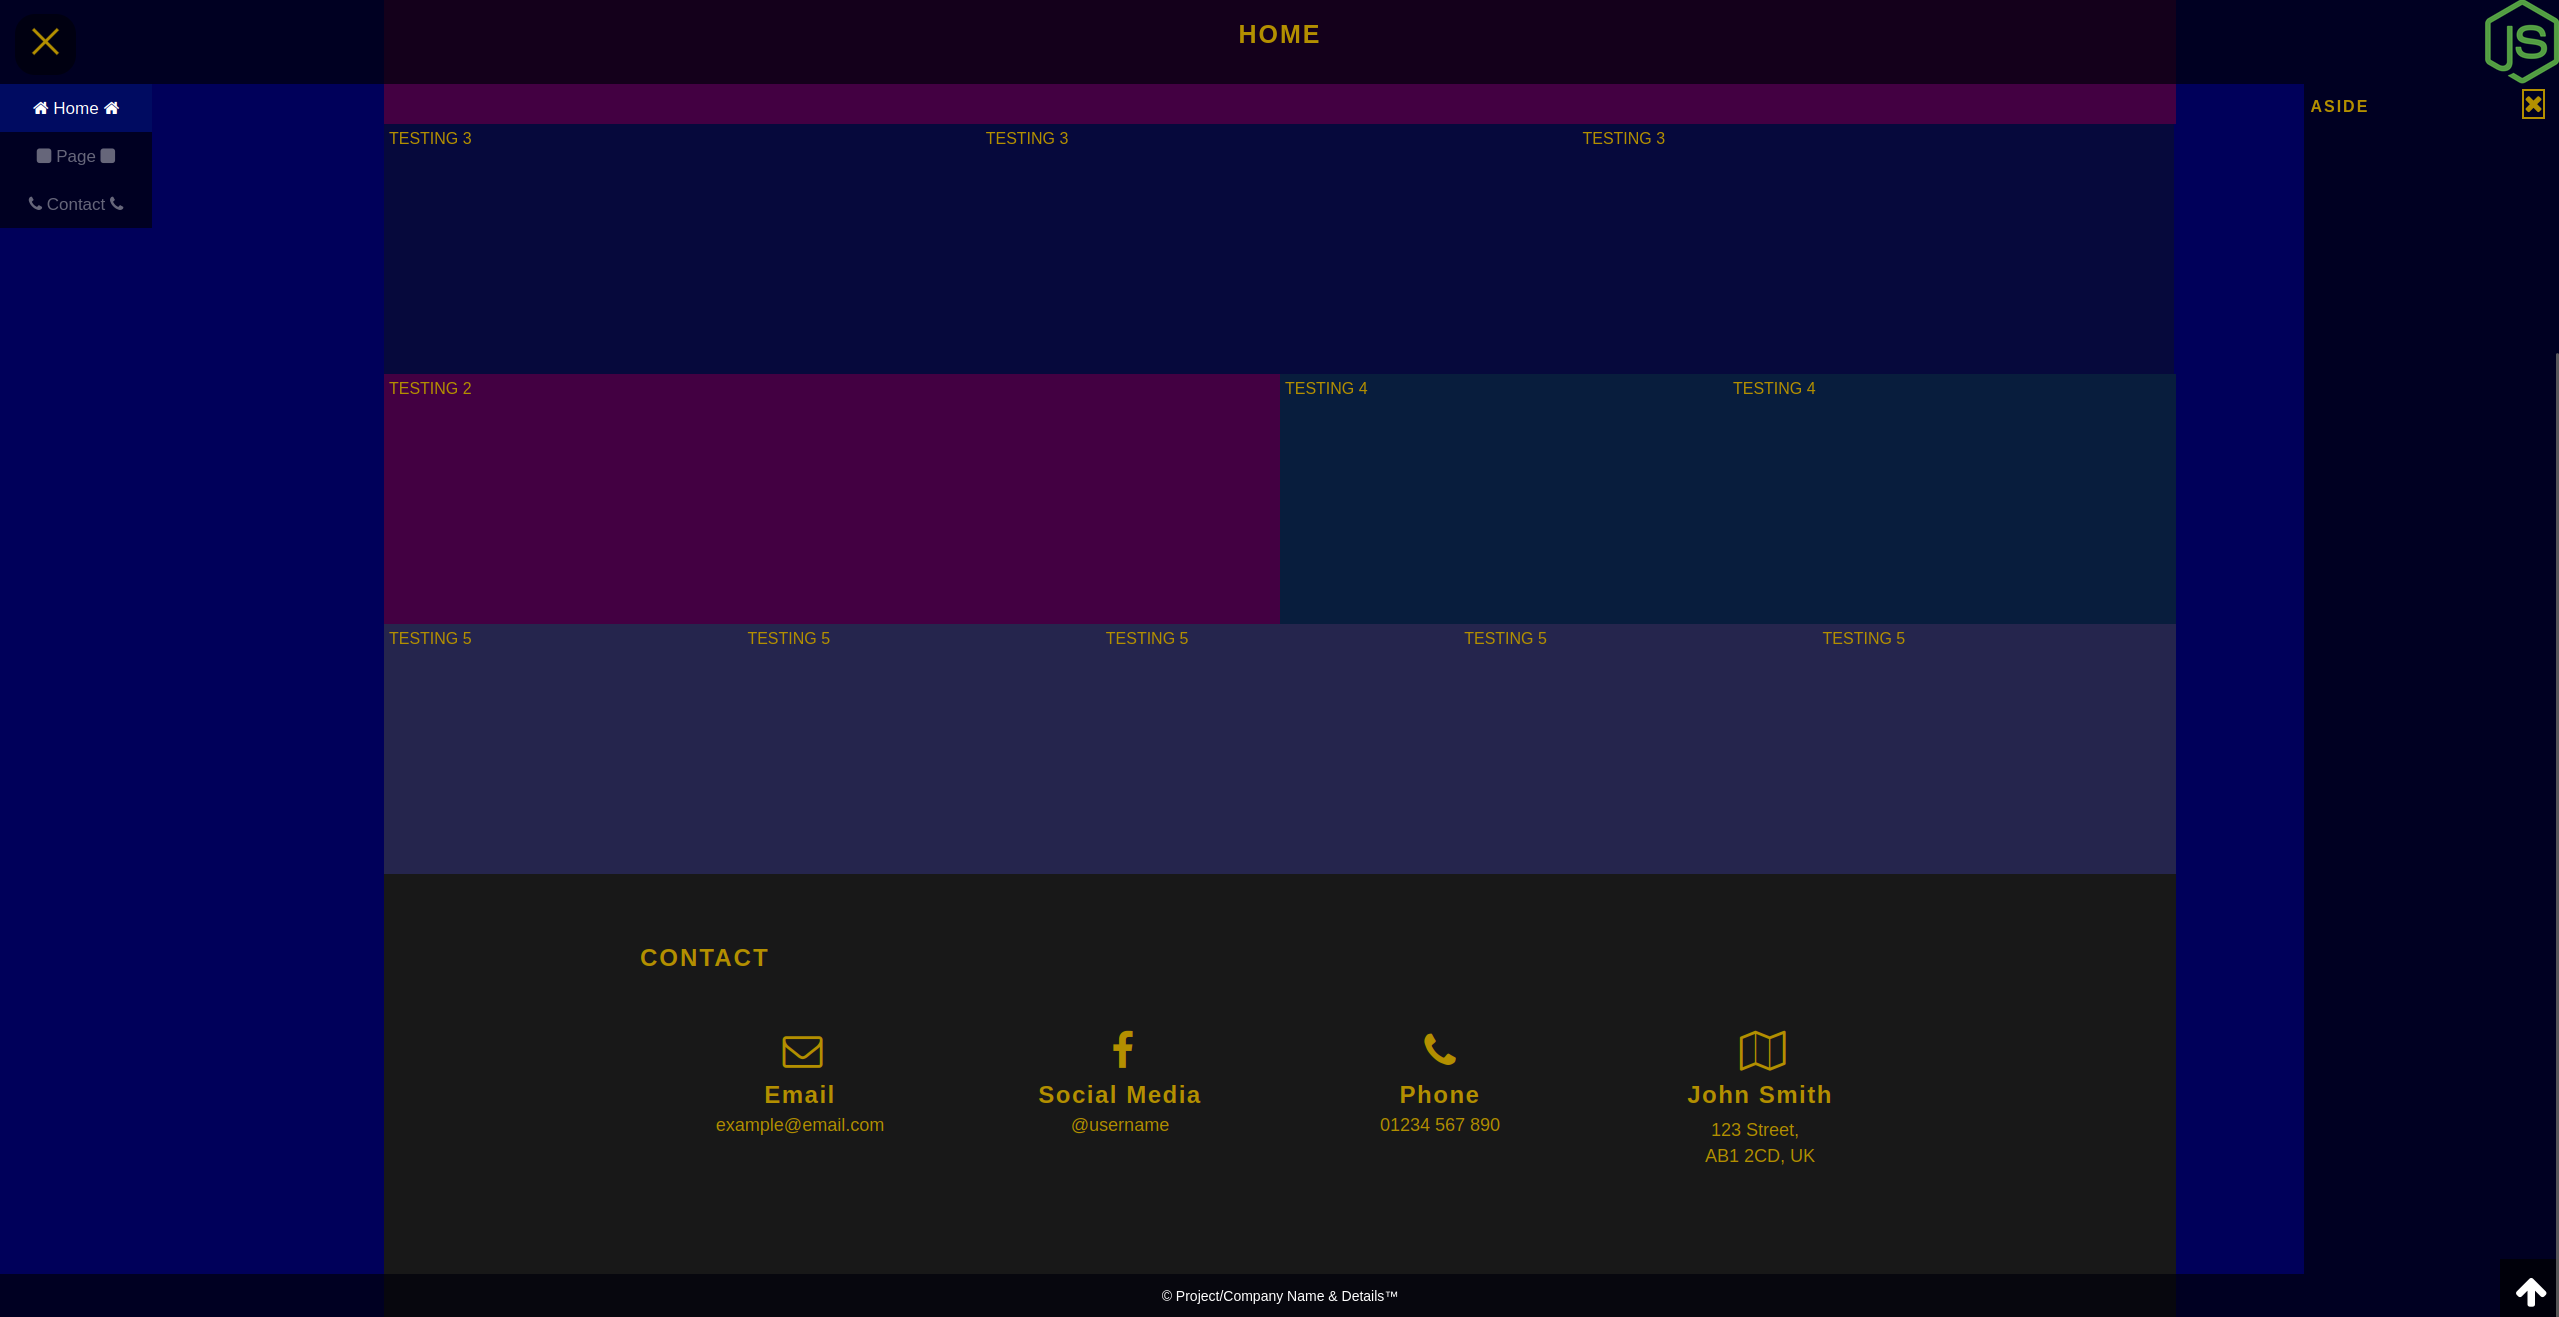 HOME
JS
Home
Page
Contact
ASIDE
TESTING 3 TESTING 3 TESTING 3
TESTING 2 TESTING 4 TESTING 4
TESTING 5 TESTING 5 TESTING 5 TESTING 5 TESTING 5
CONTACT
Email
example@email.com
Social Media
@username
Phone
01234 567 890
John Smith
123 Street,
AB1 2CD, UK
© Project/Company Name & Details™